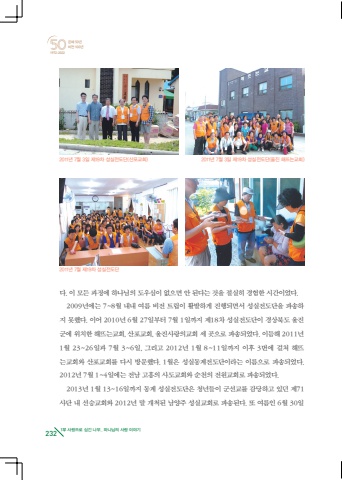 50
2011년 7월 3일 제19차 성실전도단(산포교회)
2011년 7월 3일 제19차 성실전도단(울진 해뜨는교회)
2011년 7월 제19차 성실전도단
다. 이 모든 과정에 하나님의 도우심이 없으면 안 된다는 것을 절실히 경험한 시간이었다.
2009년에는 7~8월 내내 여름 비전 트립이 활발하게 진행되면서 성실전도단을 파송하
지 못했다. 이어 2010년 6월 27일부터 7월 1일까지 제18차 성실전도단이 경상북도 울진
군에 위치한 해뜨는교회, 산포교회, 울진사랑의교회 세 곳으로 파송되었다. 이듬해 2011년
1월 23~26일과 7월 3~6일, 그리고 2012년 1월 8~11일까지 이후 3번에 걸쳐 해뜨
는교회와 산포교회를 다시 방문했다. 1월은 성실동계전도단이라는 이름으로 파송되었다.
2012년 7월 1~4일에는 전남 고흥의 사도교회와 순천의 전원교회로 파송되었다.
2013년 1월 13~16일까지 동계 성실전도단은 청년들이 군선교를 감당하고 있던 제71
사단 내 선승교회와 2012년 말 개척된 남양주 성실교회로 파송된다. 또 여름인 6월 30일
232
1부 사랑으로 심긴 나무, 하나님의 사랑 이야기